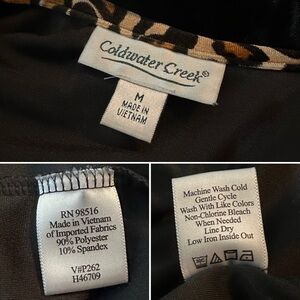 Coldwater Creek®
M
MADE IN
VIETNAM
RN 98516
Made in Vietnam
of Imported Fabrics
90% Polyester
10% Spandex
V#P262
H46709
Machine Wash Cold
Gentle Cycle
Wash With Like Colors
Non-Chlorine Bleach
When Needed
Line Dry
Low Iron Inside Out